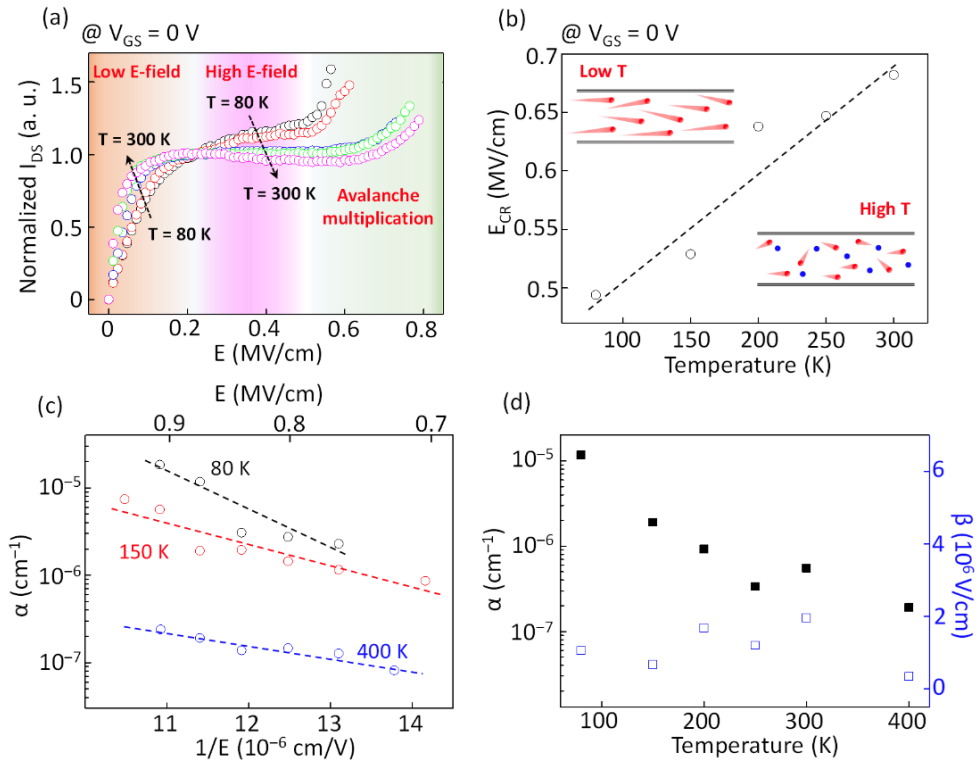 (a)
@ V_GS = 0 V
Low E-field
High E-field
T = 80 K
T = 300 K
T = 300 K
T = 80 K
Avalanche
multiplication
1.5
1.0
0.5
0
Normalized I_DS (a. u.)
0
0.2
0.4
0.6
0.8
E (MV/cm)
(b)
@ V_GS = 0 V
Low T
High T
0.7
0.65
0.6
0.55
0.5
E_CR (MV/cm)
100
150
200
250
300
Temperature (K)
(c)
E (MV/cm)
0.9
0.8
0.7
80 K
150 K
400 K
10⁻⁵
10⁻⁶
10⁻⁷
α (cm⁻¹)
11
12
13
14
1/E (10⁻⁶ cm/V)
(d)
10⁻⁵
10⁻⁶
10⁻⁷
α (cm⁻¹)
6
4
2
0
β (10⁶ V/cm)
100
200
300
400
Temperature (K)